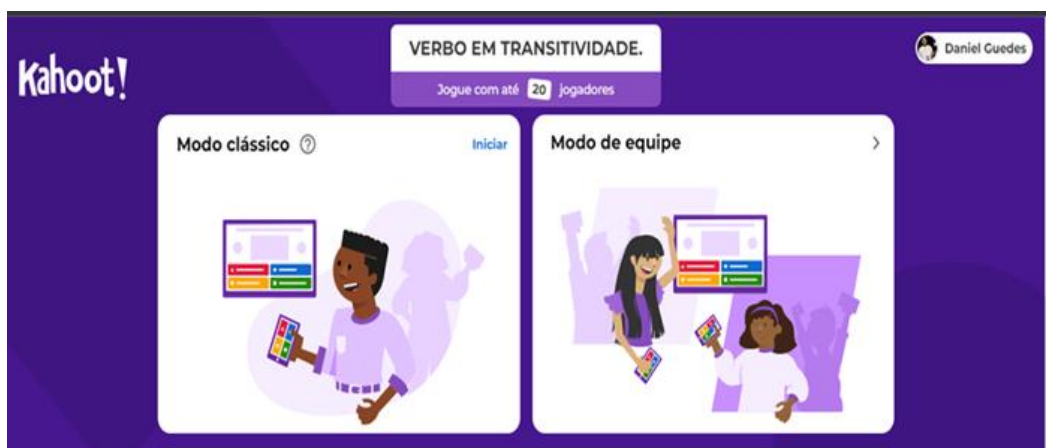 Kahoot!
VERBO EM TRANSITIVIDADE.
Jogue com até 20 jogadores
Daniel Guedes
Modo clássico ?
Iniciar
Modo de equipe >